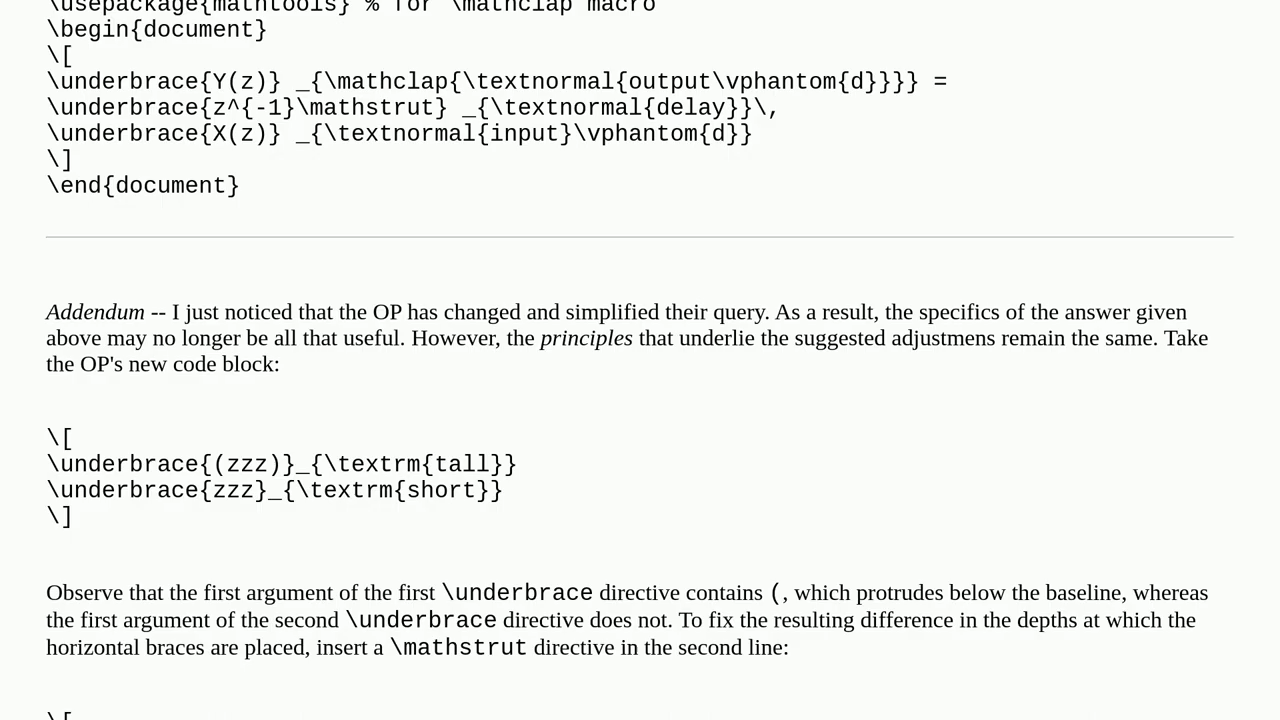 \usepackage{mathtools} % for \mathclap macro
\begin{document}
\[
\underbrace{Y(z)} _{\mathclap{\textnormal{output\vphantom{d}}}} =
\underbrace{z^{-1}\mathstrut} _{\textnormal{delay}}\,
\underbrace{X(z)} _{\textnormal{input}\vphantom{d}}
\]
\end{document}
Addendum -- I just noticed that the OP has changed and simplified their query. As a result, the specifics of the answer given
above may no longer be all that useful. However, the principles that underlie the suggested adjustmens remain the same. Take
the OP's new code block:
\[
\underbrace{(zzz)}_{\textrm{tall}}
\underbrace{zzz}_{\textrm{short}}
\]
Observe that the first argument of the first \underbrace directive contains (, which protrudes below the baseline, whereas
the first argument of the second \underbrace directive does not. To fix the resulting difference in the depths at which the
horizontal braces are placed, insert a \mathstrut directive in the second line:
\[